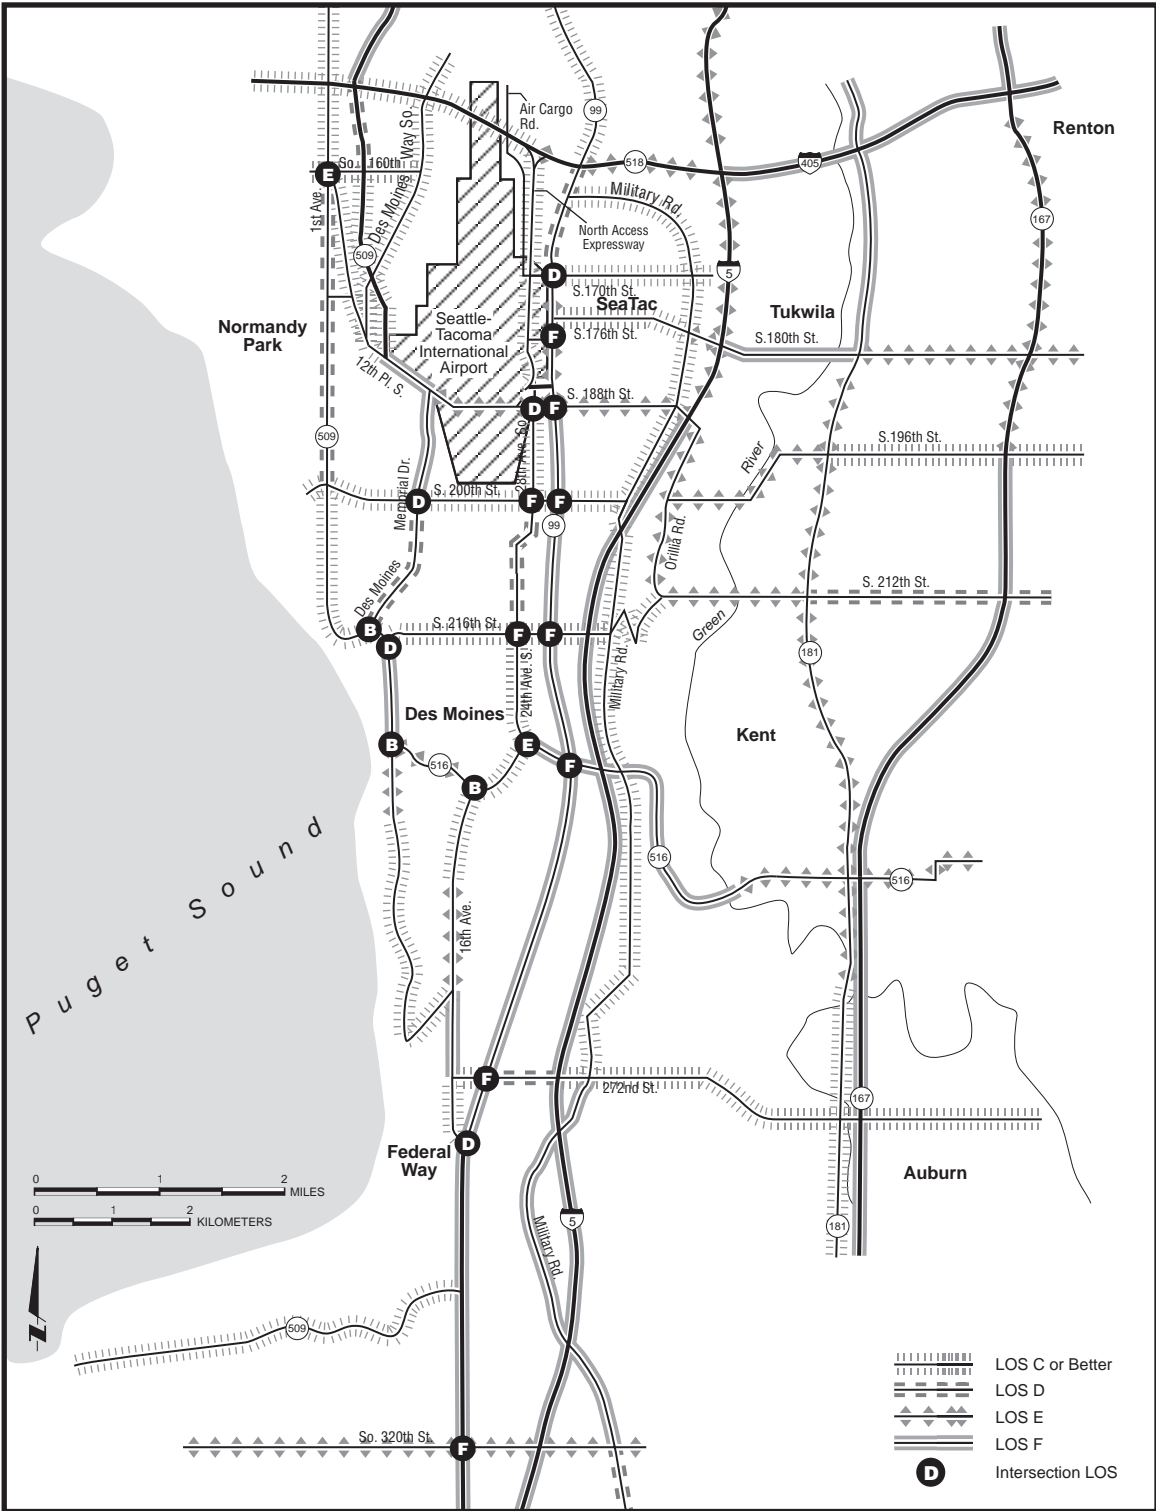 Air Cargo
Rd.
99
Renton
518
405
So. 160th
E
1st Ave.
Des Moines Way So.
Military Rd.
167
North Access
Expressway
509
5
D
S.170th St.
SeaTac
Tukwila
Normandy
Park
Seattle-
Tacoma
International
Airport
F
S.176th St.
S.180th St.
12th Pl. S.
S. 188th St.
D
F
509
28th Ave. So.
S.196th St.
River
Memorial Dr.
Des Moines
D
S. 200th St.
F
F
99
Orillia Rd.
S. 212th St.
Green
B
D
S. 216th St.
F
F
181
24th Ave. S.
Military Rd.
Des Moines
Kent
B
516
E
F
B
516
516
16th Ave.
Puget Sound
F
272nd St.
167
D
Federal
Way
Auburn
0 1 2
MILES
0 1 2
KILOMETERS
N
5
181
Military Rd.
509
So. 320th St.
F
LOS C or Better
LOS D
LOS E
LOS F
D Intersection LOS